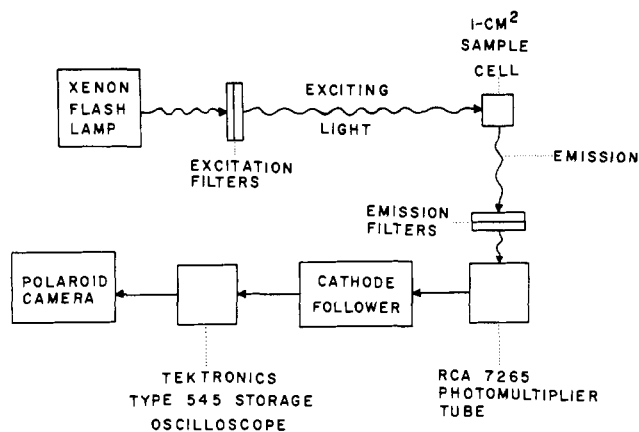 1-CM²
SAMPLE
CELL
XENON
FLASH
LAMP
EXCITING
LIGHT
EXCITATION
FILTERS
EMISSION
EMISSION
FILTERS
POLAROID
CAMERA
CATHODE
FOLLOWER
TEKTRONICS
TYPE 545 STORAGE
OSCILLOSCOPE
RCA 7265
PHOTOMULTIPLIER
TUBE